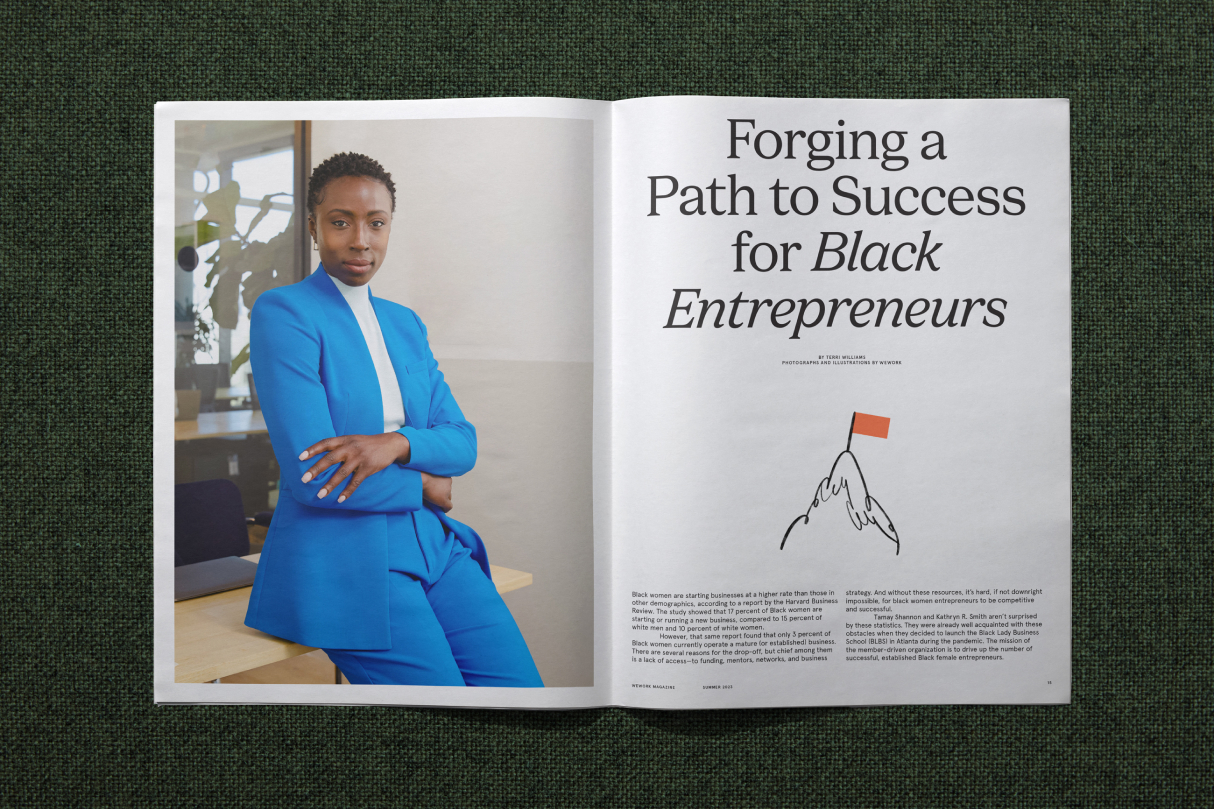 Forging a
Path to Success
for Black
Entrepreneurs
BY TERRI WILLIAMS
PHOTOGRAPHS AND ILLUSTRATIONS BY WEWORK
Black women are starting businesses at a higher rate than those in
other demographics, according to a report by the Harvard Business
Review. The study showed that 17 percent of Black women are
starting or running a new business, compared to 15 percent of
white men and 10 percent of white women.
However, that same report found that only 3 percent of
Black women currently operate a mature (or established) business.
There are several reasons for the drop-off, but chief among them
is a lack of access—to funding, mentors, networks, and business
strategy. And without these resources, it's hard, if not downright
impossible, for black women entrepreneurs to be competitive
and successful.
Tamay Shannon and Kathryn R. Smith aren't surprised
by these statistics. They were already well acquainted with these
obstacles when they decided to launch the Black Lady Business
School (BLBS) in Atlanta during the pandemic. The mission of
the member-driven organization is to drive up the number of
successful, established Black female entrepreneurs.
WEWORK MAGAZINE
SUMMER 2023